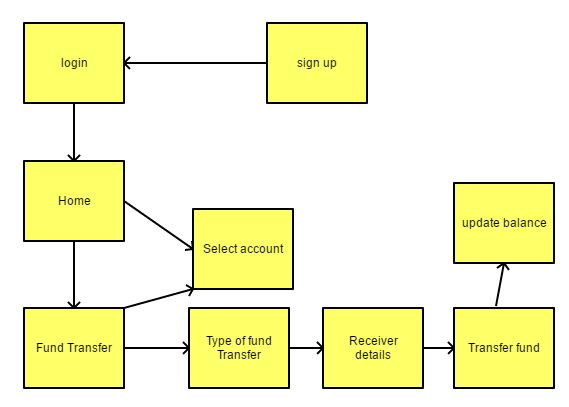 login
sign up
Home
Select account
update balance
Fund Transfer
Type of fund
Transfer
Receiver
details
Transfer fund